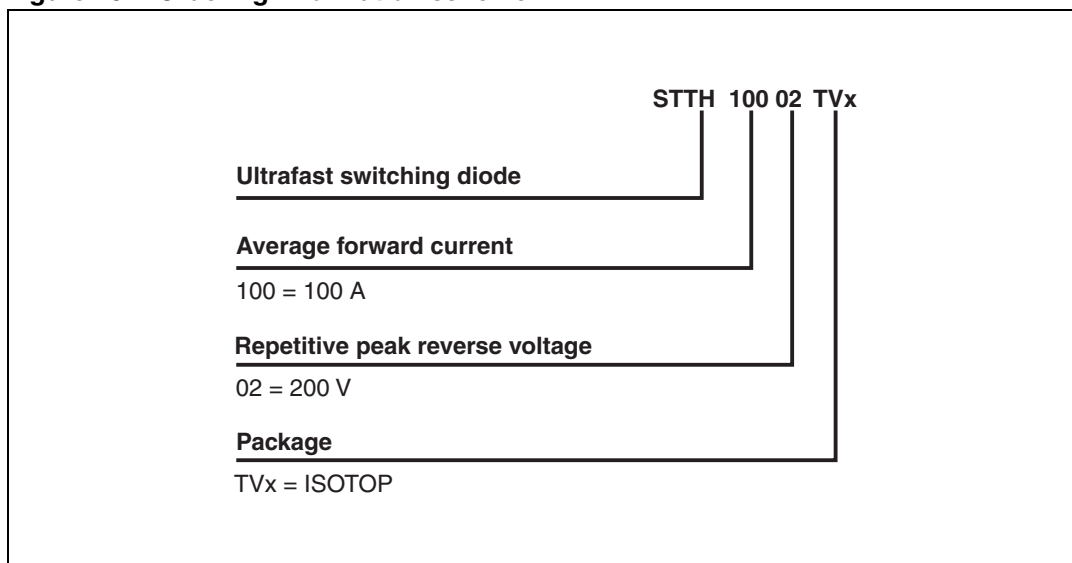 STTH 100 02 TVx
Ultrafast switching diode
Average forward current
100 = 100 A
Repetitive peak reverse voltage
02 = 200 V
Package
TVx = ISOTOP